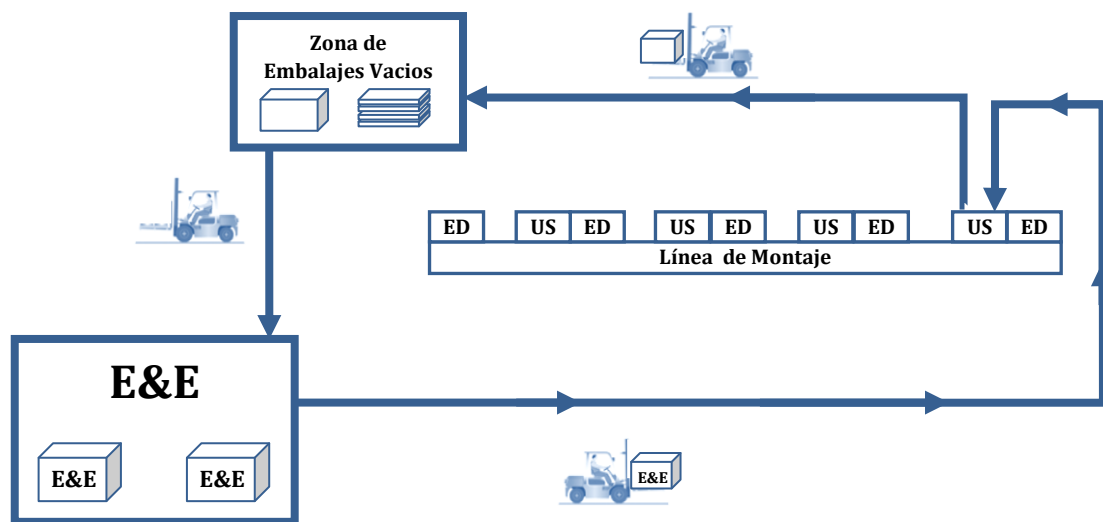 Zona de
Embalajes Vacios
ED US ED US ED US ED US ED
Línea de Montaje
E&E
E&E E&E
E&E